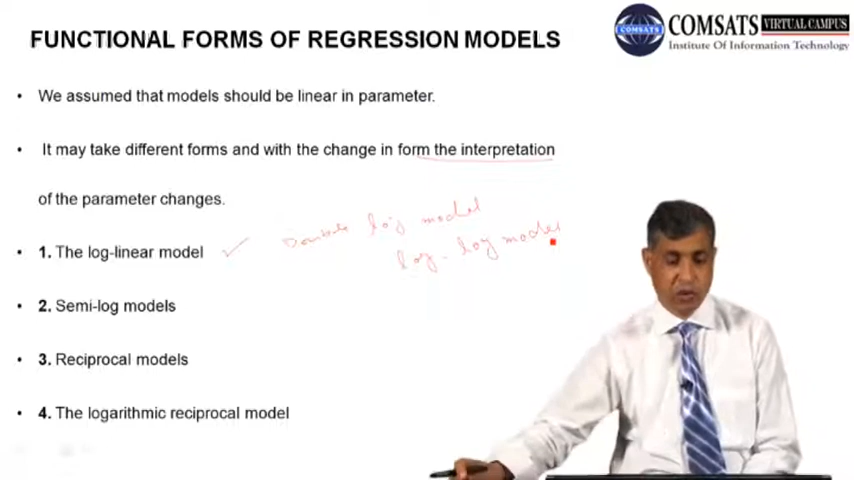 FUNCTIONAL FORMS OF REGRESSION MODELS
COMSATS VIRTUAL CAMPUS
COMSATS
Institute Of Information Technology
• We assumed that models should be linear in parameter.
• It may take different forms and with the change in form the interpretation
of the parameter changes.
Double log model
• 1. The log-linear model
log-log model
• 2. Semi-log models
• 3. Reciprocal models
• 4. The logarithmic reciprocal model